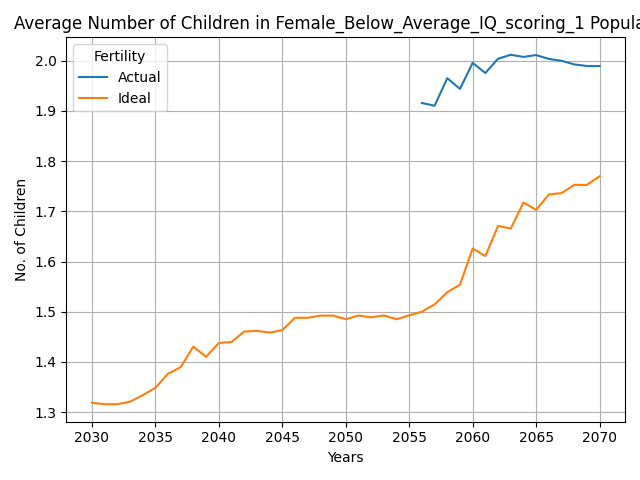 Average Number of Children in Female_Below_Average_IQ_scoring_1 Popula
Fertility
Actual
Ideal
2.0
1.9
1.8
1.7
1.6
1.5
1.4
1.3
No. of Children
2030 2035 2040 2045 2050 2055 2060 2065 2070
Years